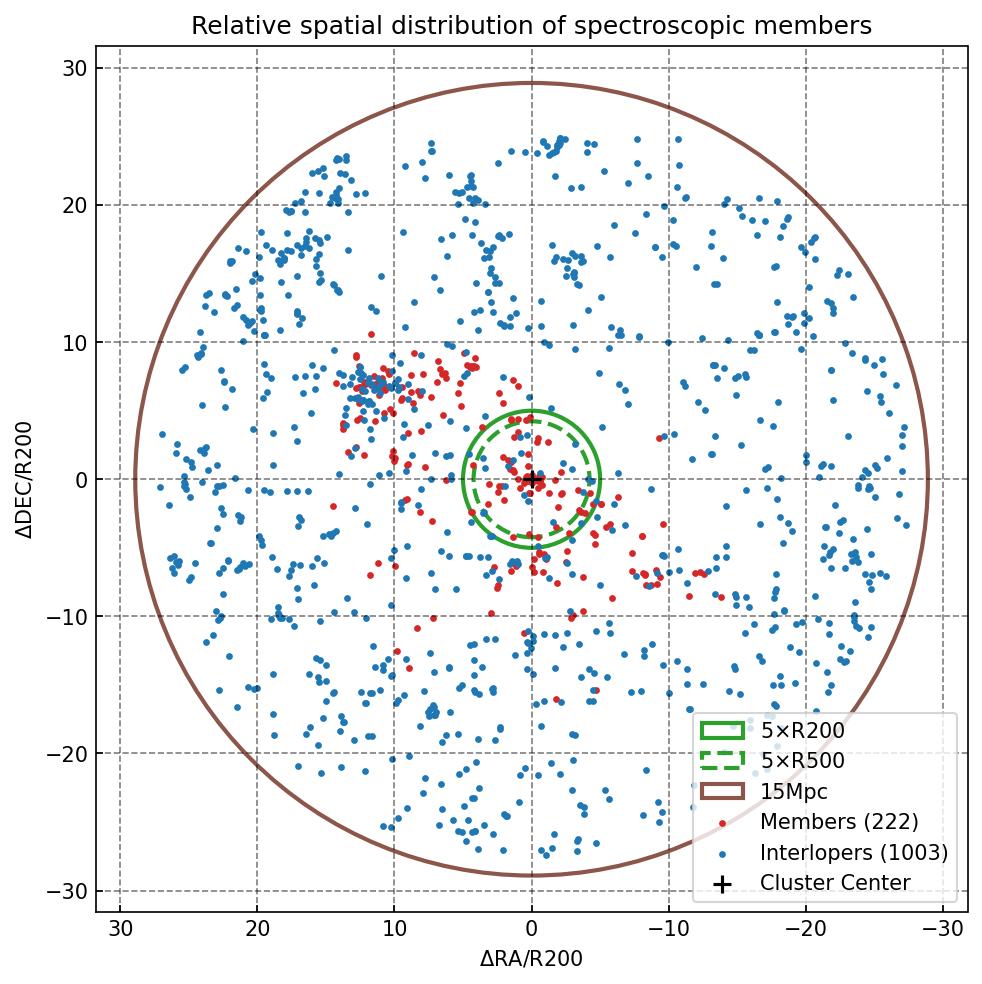 Relative spatial distribution of spectroscopic members
ΔDEC/R200
30
20
10
0
−10
−20
−30
5×R200
5×R500
15Mpc
Members (222)
Interlopers (1003)
Cluster Center
30
20
10
0
−10
−20
−30
ΔRA/R200